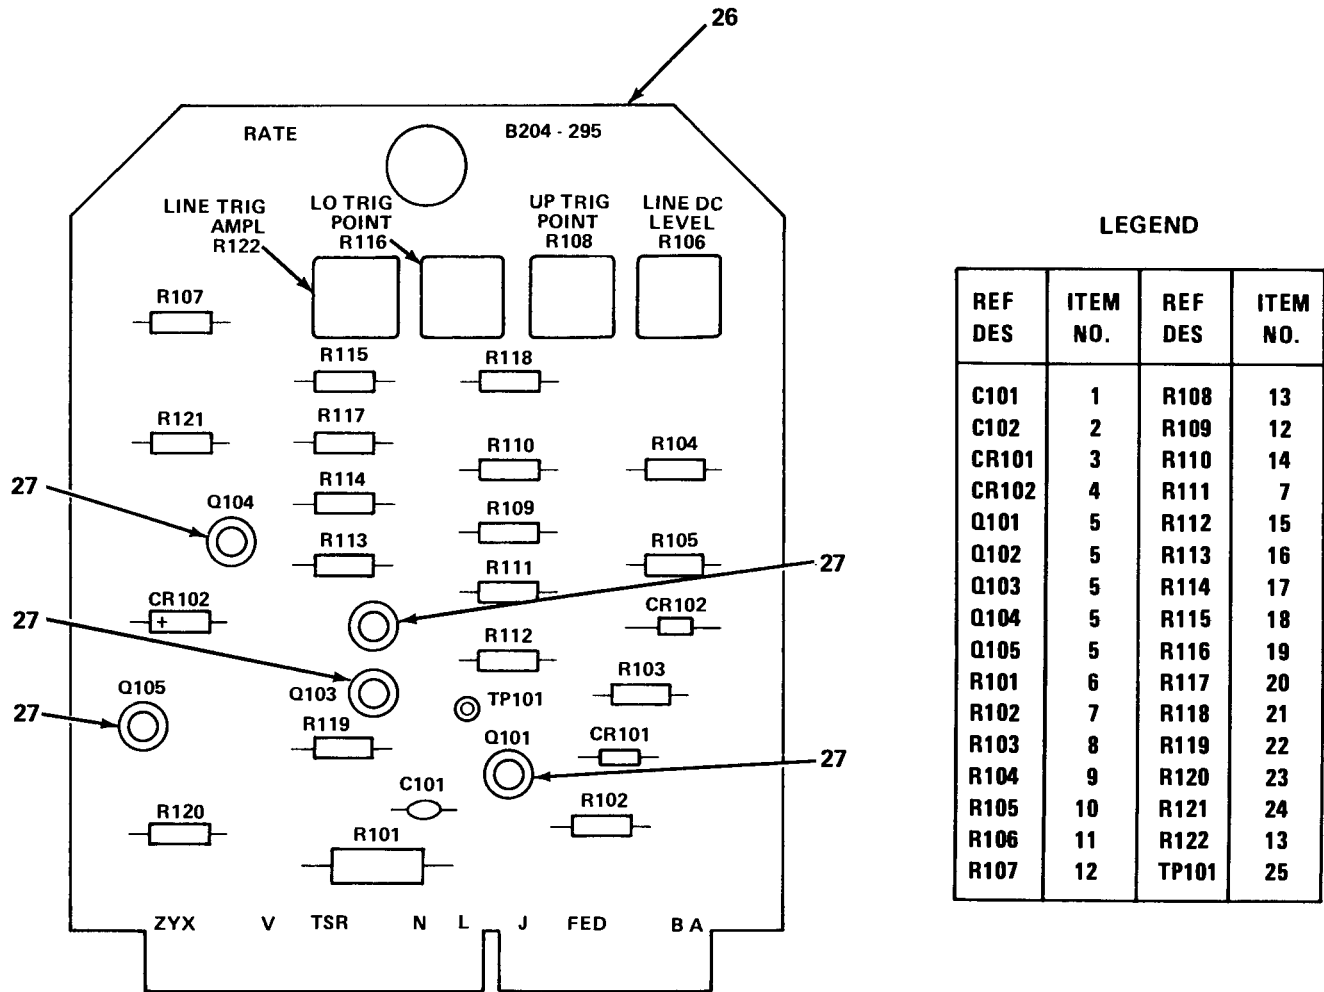 26
RATE
B204 - 295
LINE TRIG
AMPL
R122
LO TRIG
POINT
R116
UP TRIG
POINT
R108
LINE DC
LEVEL
R106
R107
R115
R118
R121
R117
R110
R104
27
Q104
R114
R109
R113
R105
27
R111
CR102
+
CR102
27
R112
Q105
Q103
R103
TP101
27
R119
Q101
CR101
27
C101
R102
R120
R101
ZYX V TSR N L J FED B A
LEGEND
REF DES ITEM NO. REF DES ITEM NO.
C101 1 R108 13
C102 2 R109 12
CR101 3 R110 14
CR102 4 R111 7
Q101 5 R112 15
Q102 5 R113 16
Q103 5 R114 17
Q104 5 R115 18
Q105 5 R116 19
R101 6 R117 20
R102 7 R118 21
R103 8 R119 22
R104 9 R120 23
R105 10 R121 24
R106 11 R122 13
R107 12 TP101 25